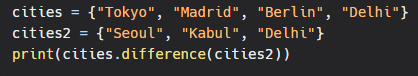 cities = {"Tokyo", "Madrid", "Berlin", "Delhi"}
cities2 = {"Seoul", "Kabul", "Delhi"}
print(cities.difference(cities2))